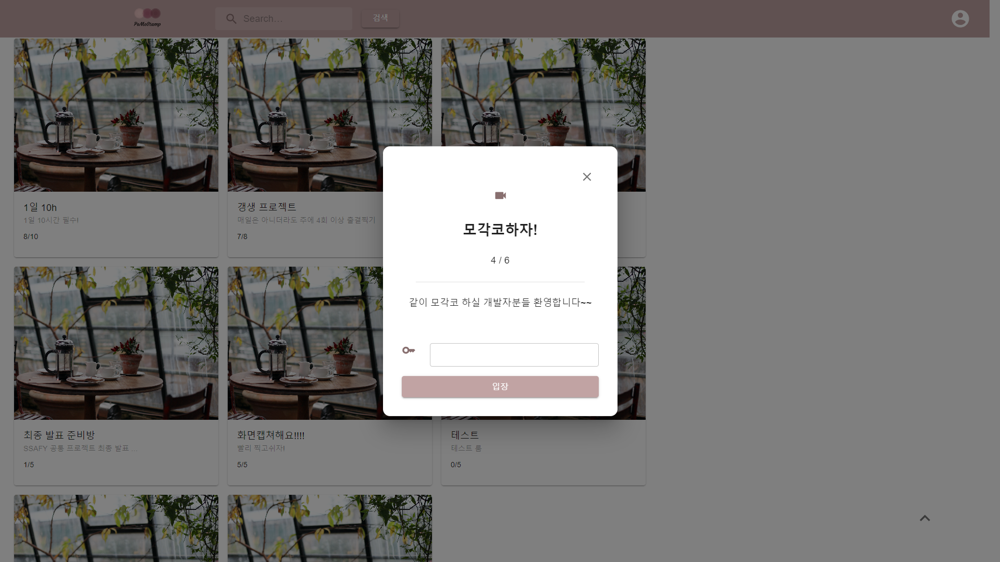 PoMoStamp
Search…
검색
1일 10h
1일 10시간 필수!
8/10
갱생 프로젝트
매일은 아니더라도 주에 4회 이상 출결찍기
7/8
모각코하자!
4 / 6
같이 모각코 하실 개발자분들 환영합니다~~
입장
최종 발표 준비방
SSAFY 공통 프로젝트 최종 발표 ...
1/5
화면캡쳐해요!!!!
빨리 찍고쉬자!
5/5
테스트
테스트 룸
0/5